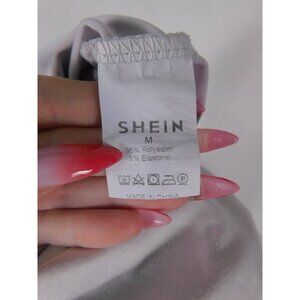 SHEIN
M
95% Polyester
5% Elastane
MADE IN CHINA